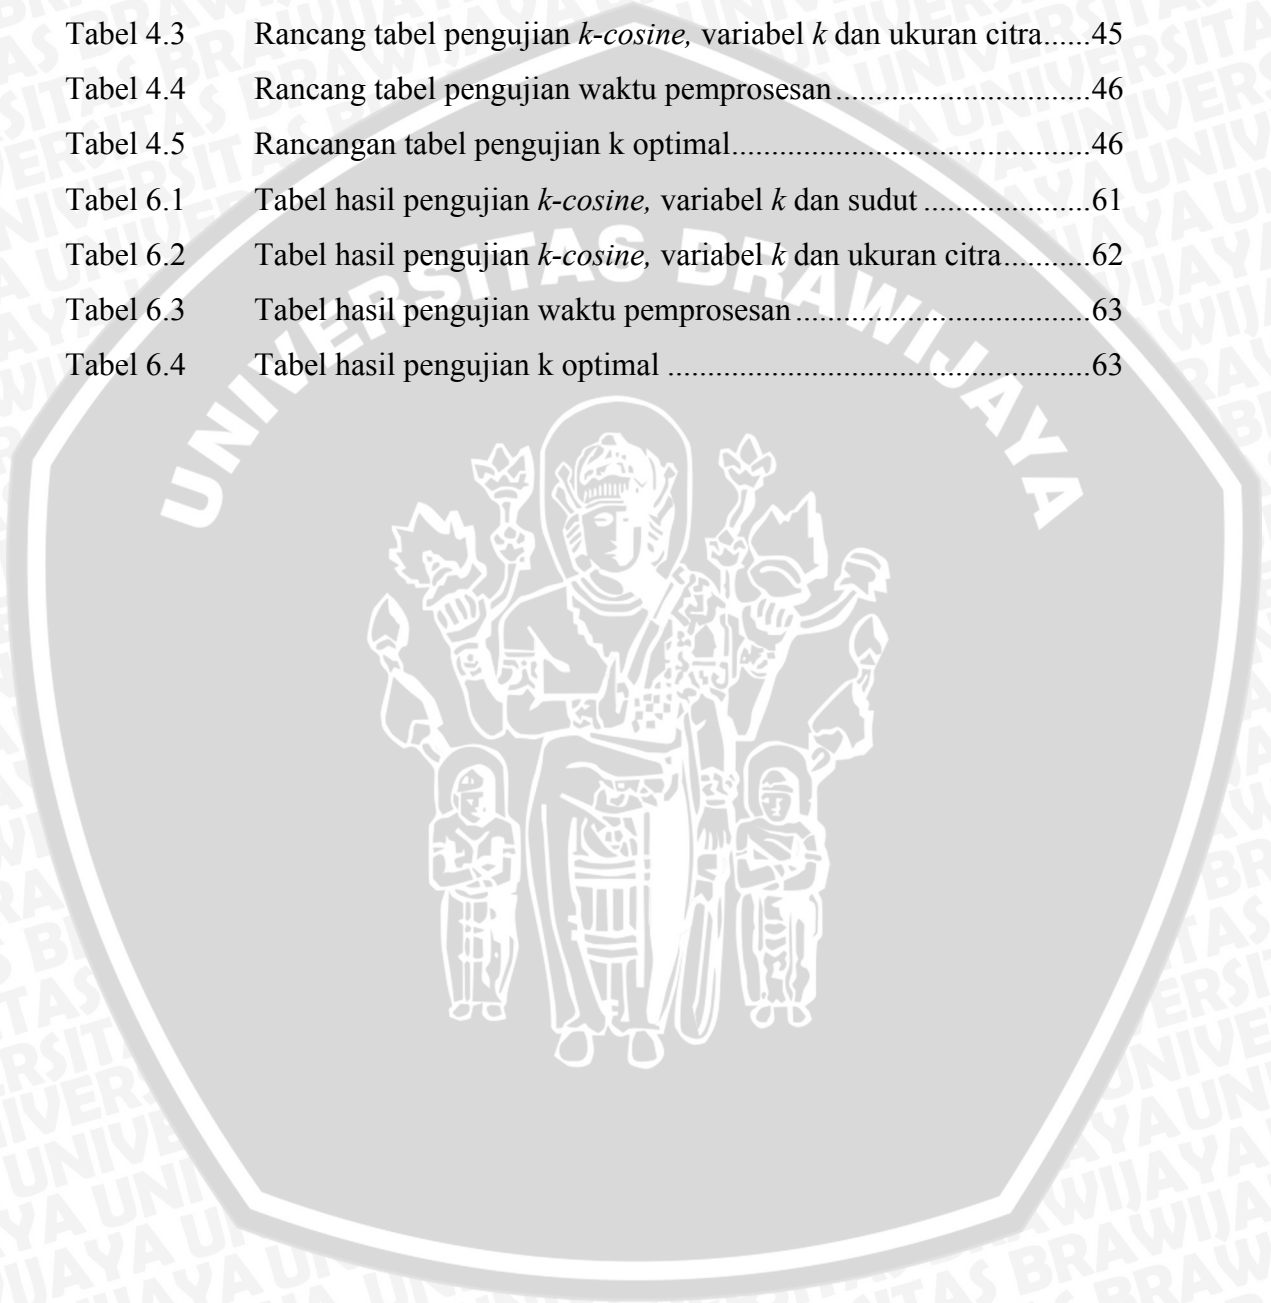 Tabel 4.3 Rancang tabel pengujian k-cosine, variabel k dan ukuran citra......45
Tabel 4.4 Rancang tabel pengujian waktu pemprosesan.................................46
Tabel 4.5 Rancangan tabel pengujian k optimal..............................................46
Tabel 6.1 Tabel hasil pengujian k-cosine, variabel k dan sudut .....................61
Tabel 6.2 Tabel hasil pengujian k-cosine, variabel k dan ukuran citra...........62
Tabel 6.3 Tabel hasil pengujian waktu pemprosesan......................................63
Tabel 6.4 Tabel hasil pengujian k optimal ......................................................63
UNIVERSITAS BRAWIJAYA